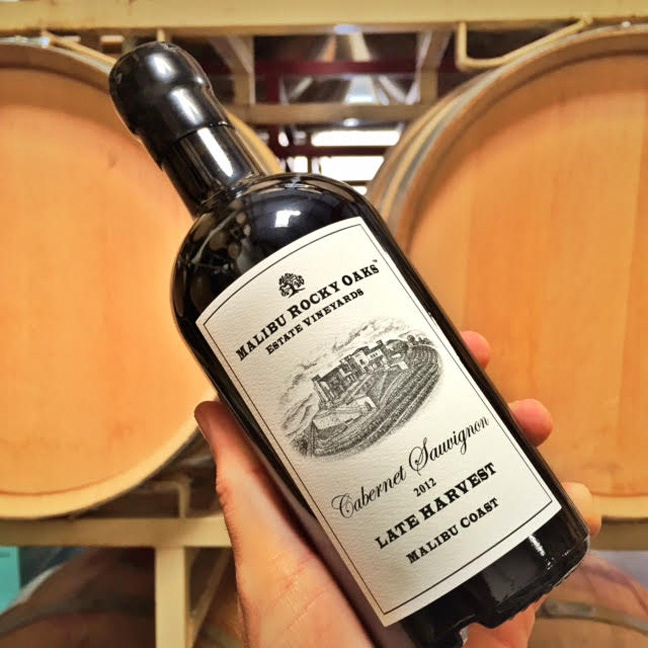 MALIBU ROCKY OAKS™
ESTATE VINEYARDS
Cabernet Sauvignon
2012
LATE HARVEST
MALIBU COAST